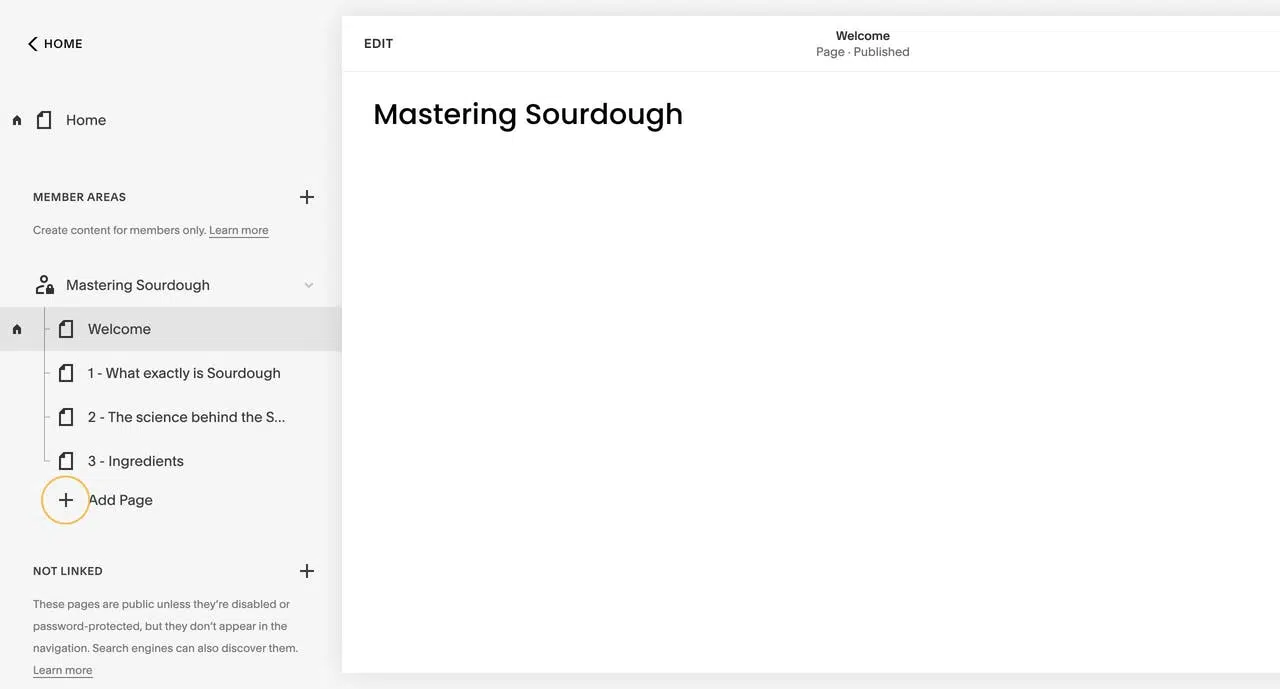 HOME
Home
MEMBER AREAS
Create content for members only. Learn more
Mastering Sourdough
Welcome
1 - What exactly is Sourdough
2 - The science behind the S...
3 - Ingredients
Add Page
NOT LINKED
These pages are public unless they're disabled or
password-protected, but they don't appear in the
navigation. Search engines can also discover them.
Learn more
EDIT
Welcome
Page · Published
Mastering Sourdough